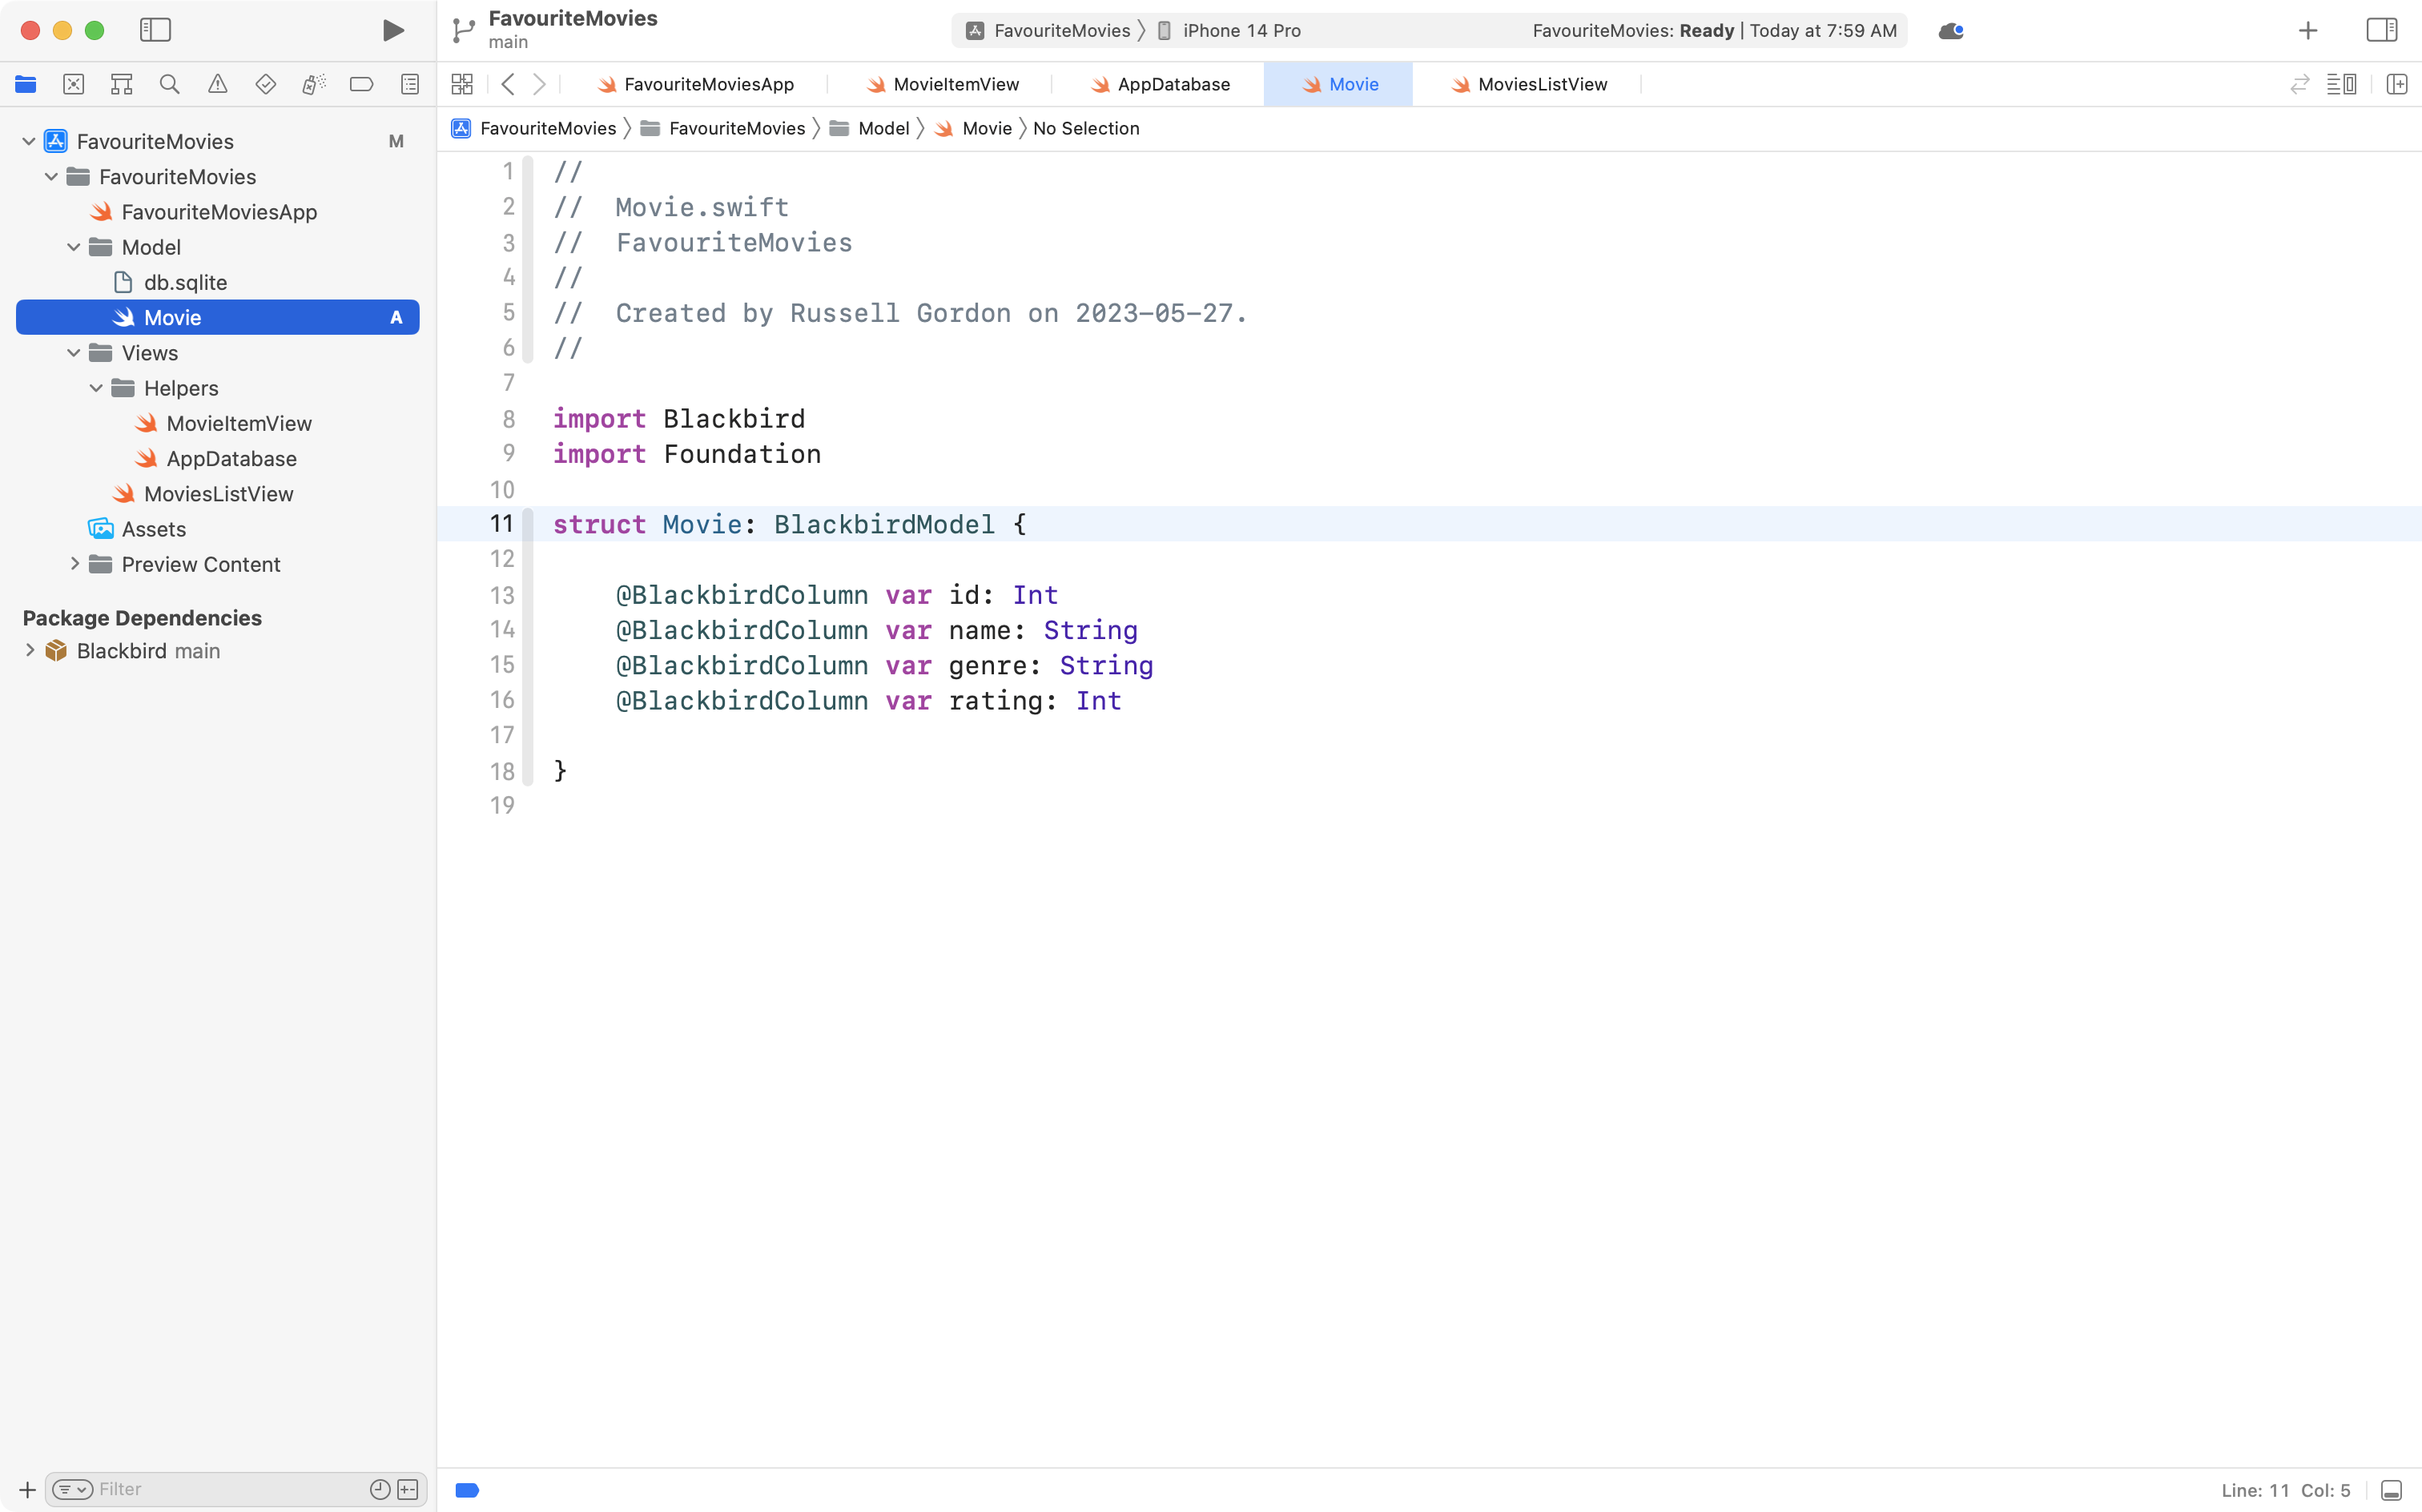 FavouriteMovies
main
FavouriteMovies iPhone 14 Pro FavouriteMovies: Ready | Today at 7:59 AM
FavouriteMoviesApp MovieItemView AppDatabase Movie MoviesListView
FavouriteMovies FavouriteMovies Model Movie No Selection
FavouriteMovies M
FavouriteMovies
FavouriteMoviesApp
Model
db.sqlite
Movie A
Views
Helpers
MovieItemView
AppDatabase
MoviesListView
Assets
Preview Content
Package Dependencies
Blackbird main
Filter
1 //
2 //  Movie.swift
3 //  FavouriteMovies
4 //
5 //  Created by Russell Gordon on 2023-05-27.
6 //
7
8 import Blackbird
9 import Foundation
10
11 struct Movie: BlackbirdModel {
12
13     @BlackbirdColumn var id: Int
14     @BlackbirdColumn var name: String
15     @BlackbirdColumn var genre: String
16     @BlackbirdColumn var rating: Int
17
18 }
19
Line: 11 Col: 5